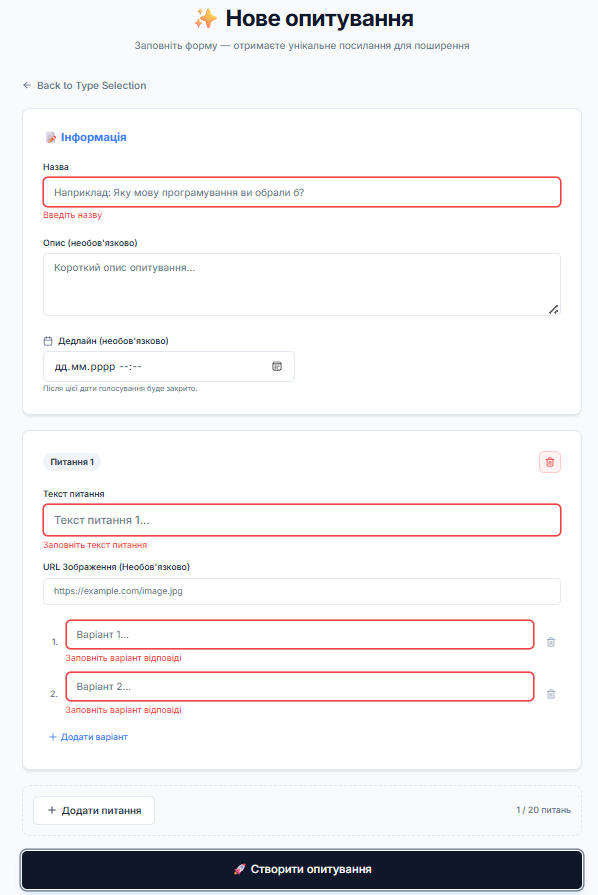 ✨ Нове опитування
Заповніть форму — отримаєте унікальне посилання для поширення
← Back to Type Selection
📝 Інформація
Назва
Наприклад: Яку мову програмування ви обрали б?
Введіть назву
Опис (необов'язково)
Короткий опис опитування...
Дедлайн (необов'язково)
дд.мм.рррр --:--
Після цієї дати голосування буде закрито.
Питання 1
Текст питання
Текст питання 1...
Заповніть текст питання
URL Зображення (Необов'язково)
https://example.com/image.jpg
1. Варіант 1...
Заповніть варіант відповіді
2. Варіант 2...
Заповніть варіант відповіді
+ Додати варіант
+ Додати питання 1 / 20 питань
🚀 Створити опитування